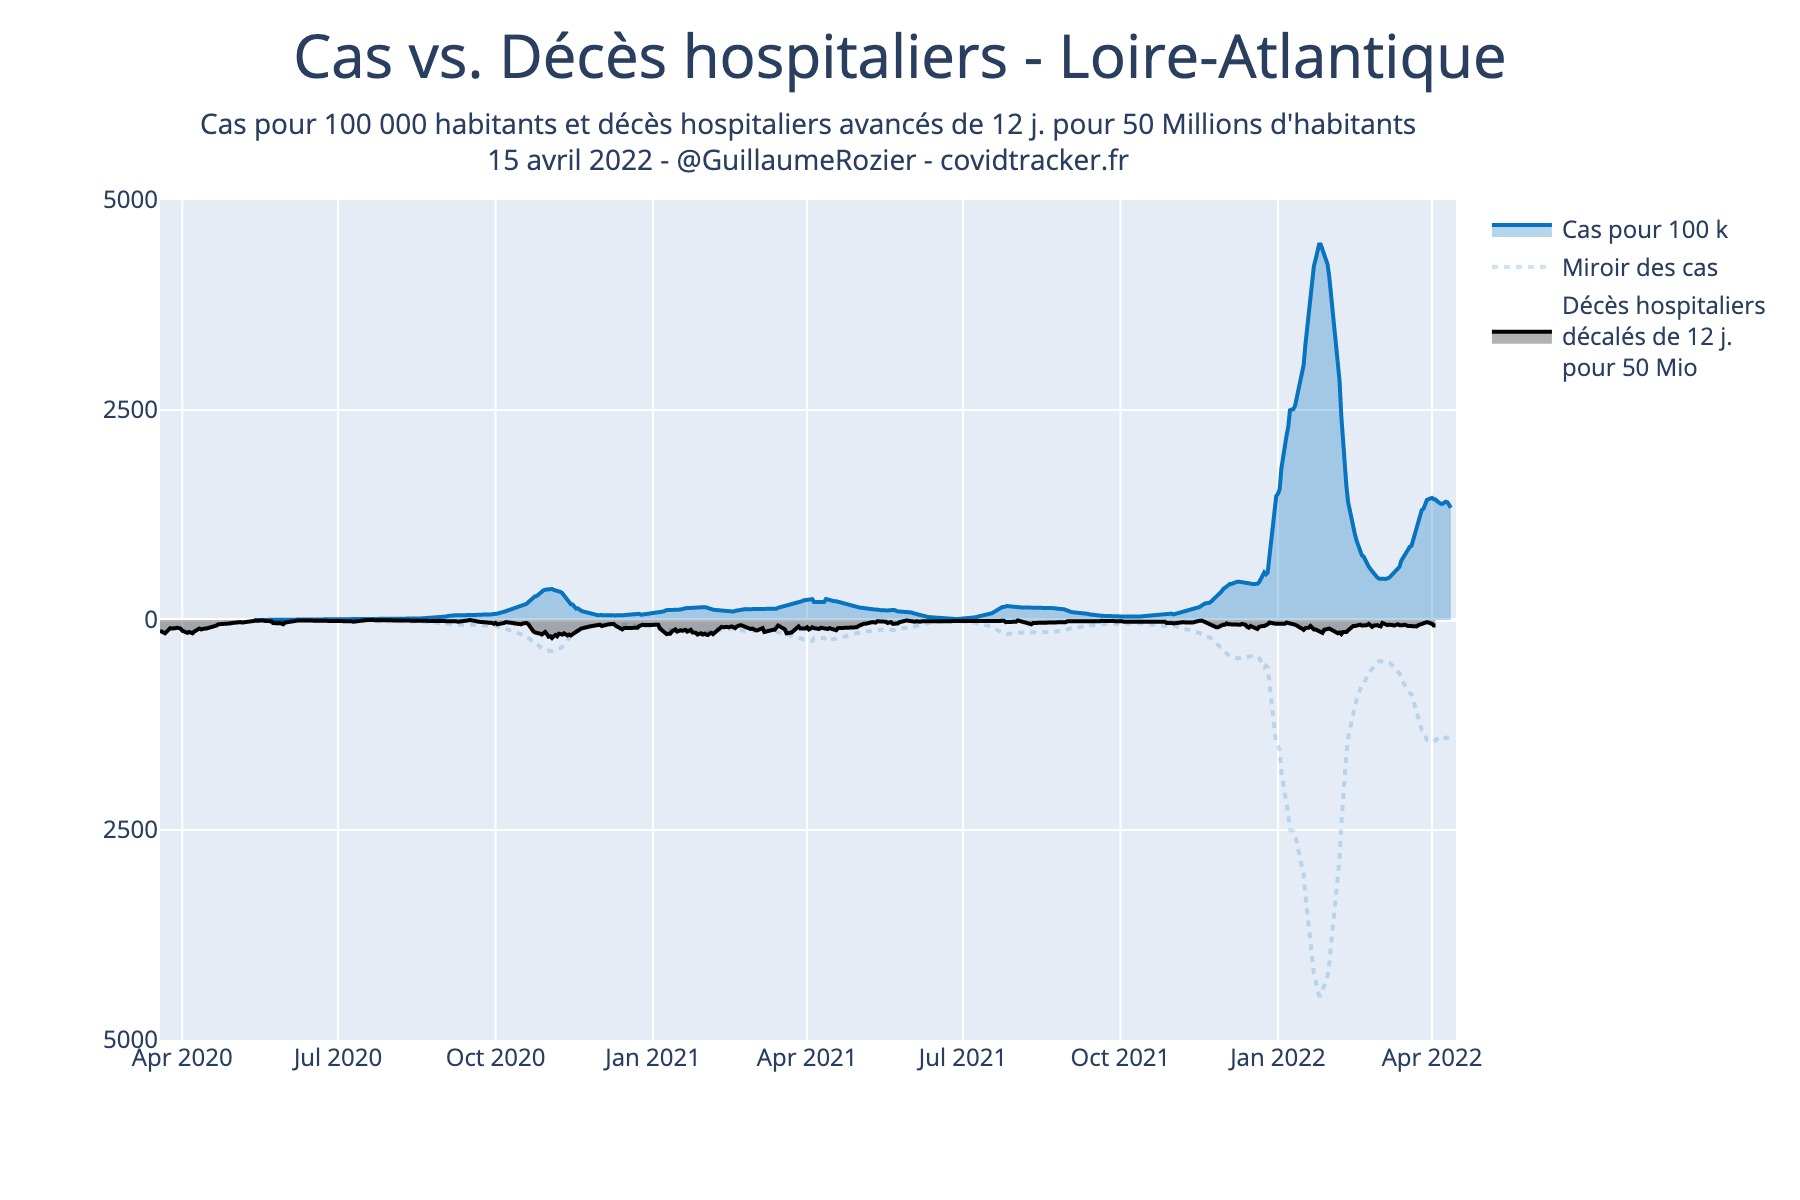 Cas vs. Décès hospitaliers - Loire-Atlantique
Cas pour 100 000 habitants et décès hospitaliers avancés de 12 j. pour 50 Millions d'habitants
15 avril 2022 - @GuillaumeRozier - covidtracker.fr
5000
2500
0
2500
5000
Apr 2020
Jul 2020
Oct 2020
Jan 2021
Apr 2021
Jul 2021
Oct 2021
Jan 2022
Apr 2022
Cas pour 100 k
Miroir des cas
Décès hospitaliers
décalés de 12 j.
pour 50 Mio